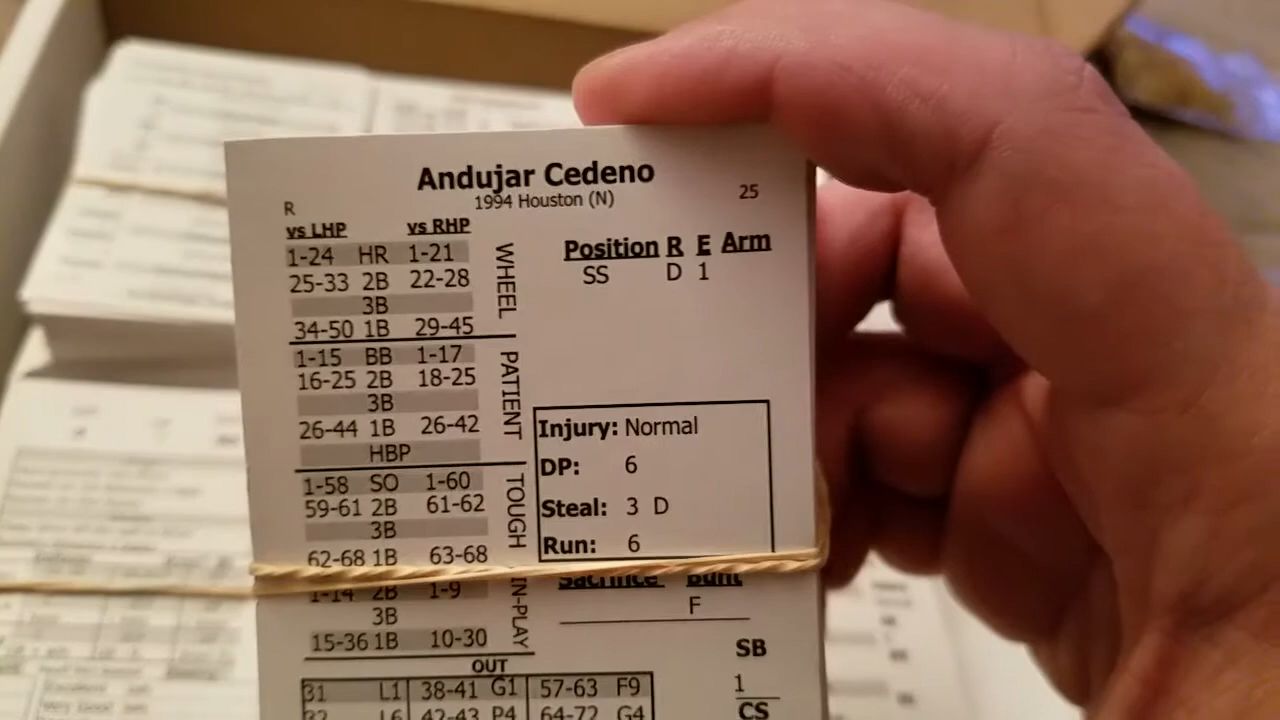 Andujar Cedeno
1994 Houston (N)
25
R
vs LHP vs RHP
1-24 HR 1-21
25-33 2B 22-28
3B
34-50 1B 29-45
WHEEL
1-15 BB 1-17
16-25 2B 18-25
3B
26-44 1B 26-42
HBP
PATIENT
1-58 SO 1-60
59-61 2B 61-62
3B
62-68 1B 63-68
TOUGH
1-14 2B 1-9
3B
15-36 1B 10-30
IN-PLAY
OUT
31 L1 38-41 G1 57-63 F9
32 L6 42-43 P4 64-72 G4
Position R E Arm
SS D 1
Injury: Normal
DP: 6
Steal: 3 D
Run: 6
Sacrifice Bunt
F
SB
1
CS